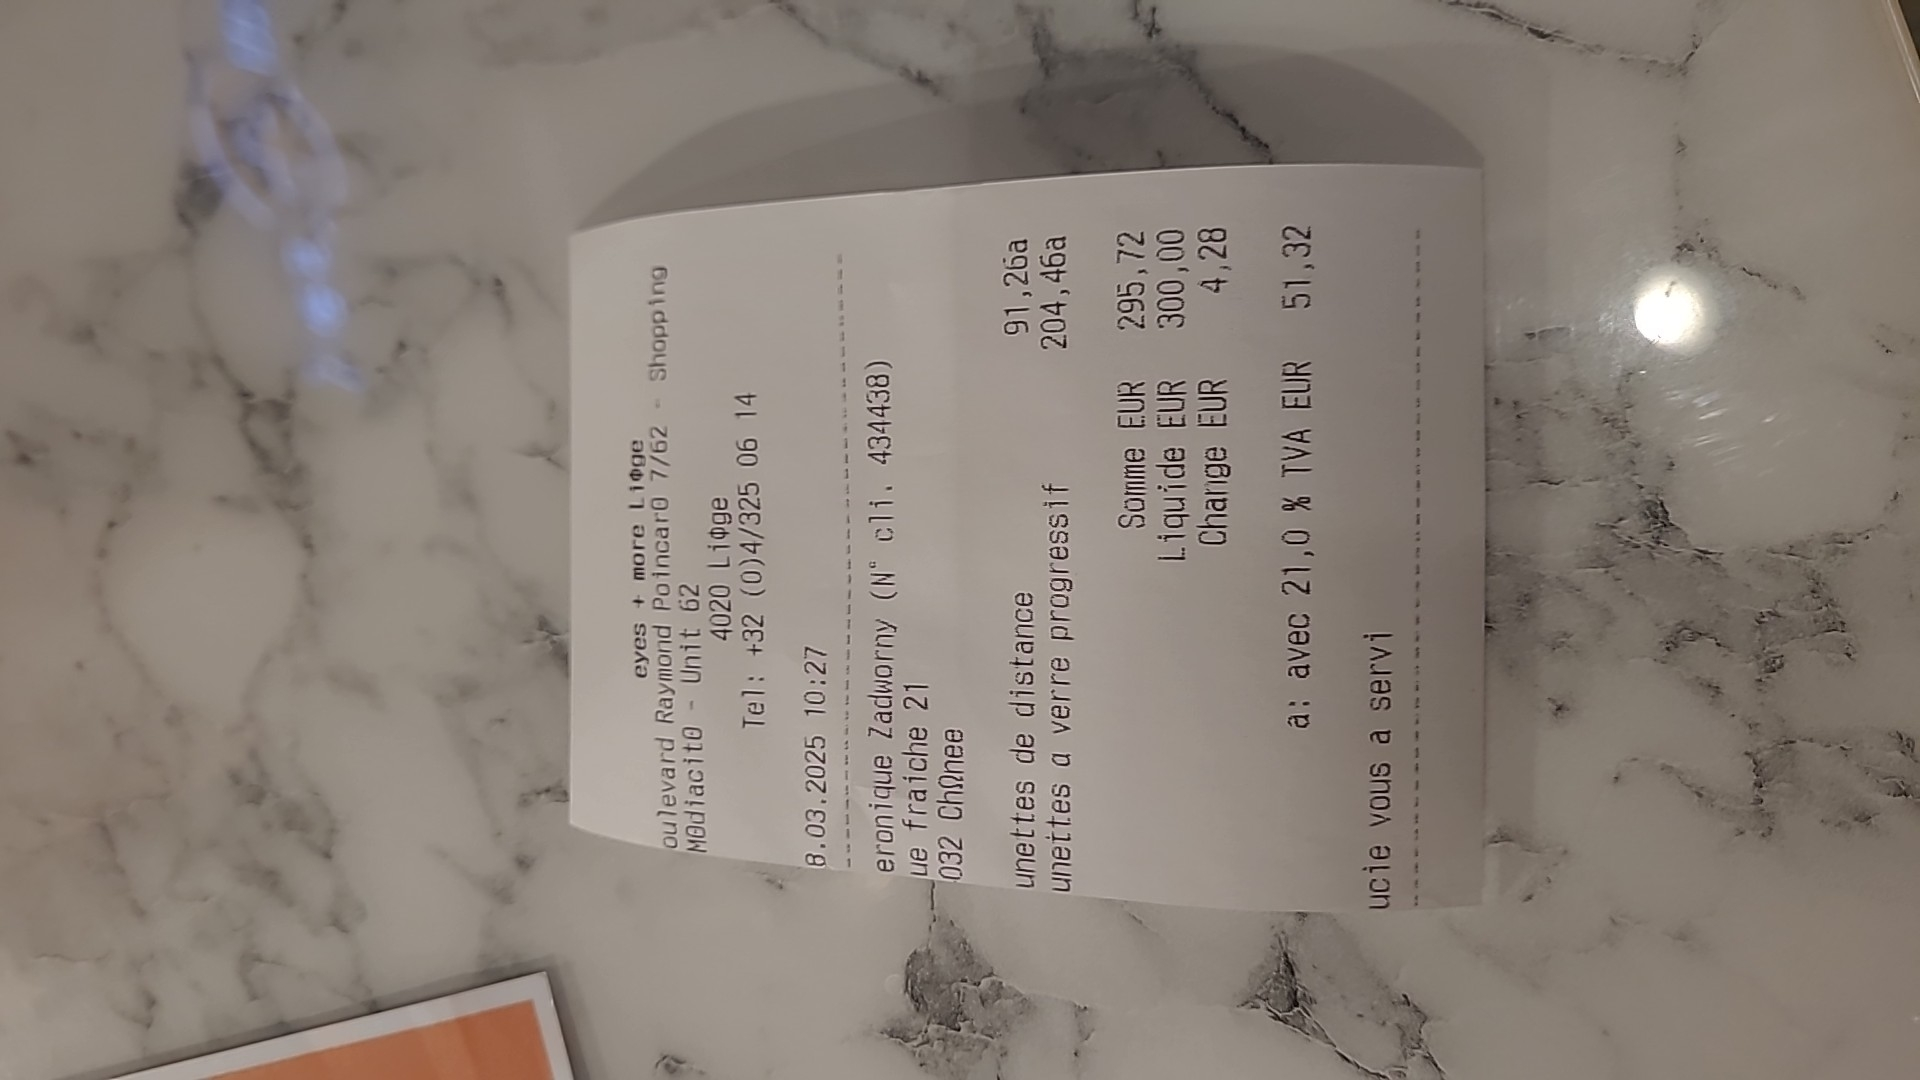 eyes + more LiΦge
oulevard Raymond Poincarθ 7/62 - Shopping
Mθdiacitθ - Unit 62
4020 LiΦge
Tel: +32 (0)4/325 06 14
8.03.2025 10:27
eronique Zadworny (N° cli. 434438)
ue fraiche 21
032 ChΩnee
unettes de distance 91,26a
unettes a verre progressif 204,46a
Somme EUR 295,72
Liquide EUR 300,00
Change EUR 4,28
a: avec 21,0 % TVA EUR 51,32
ucie vous a servi